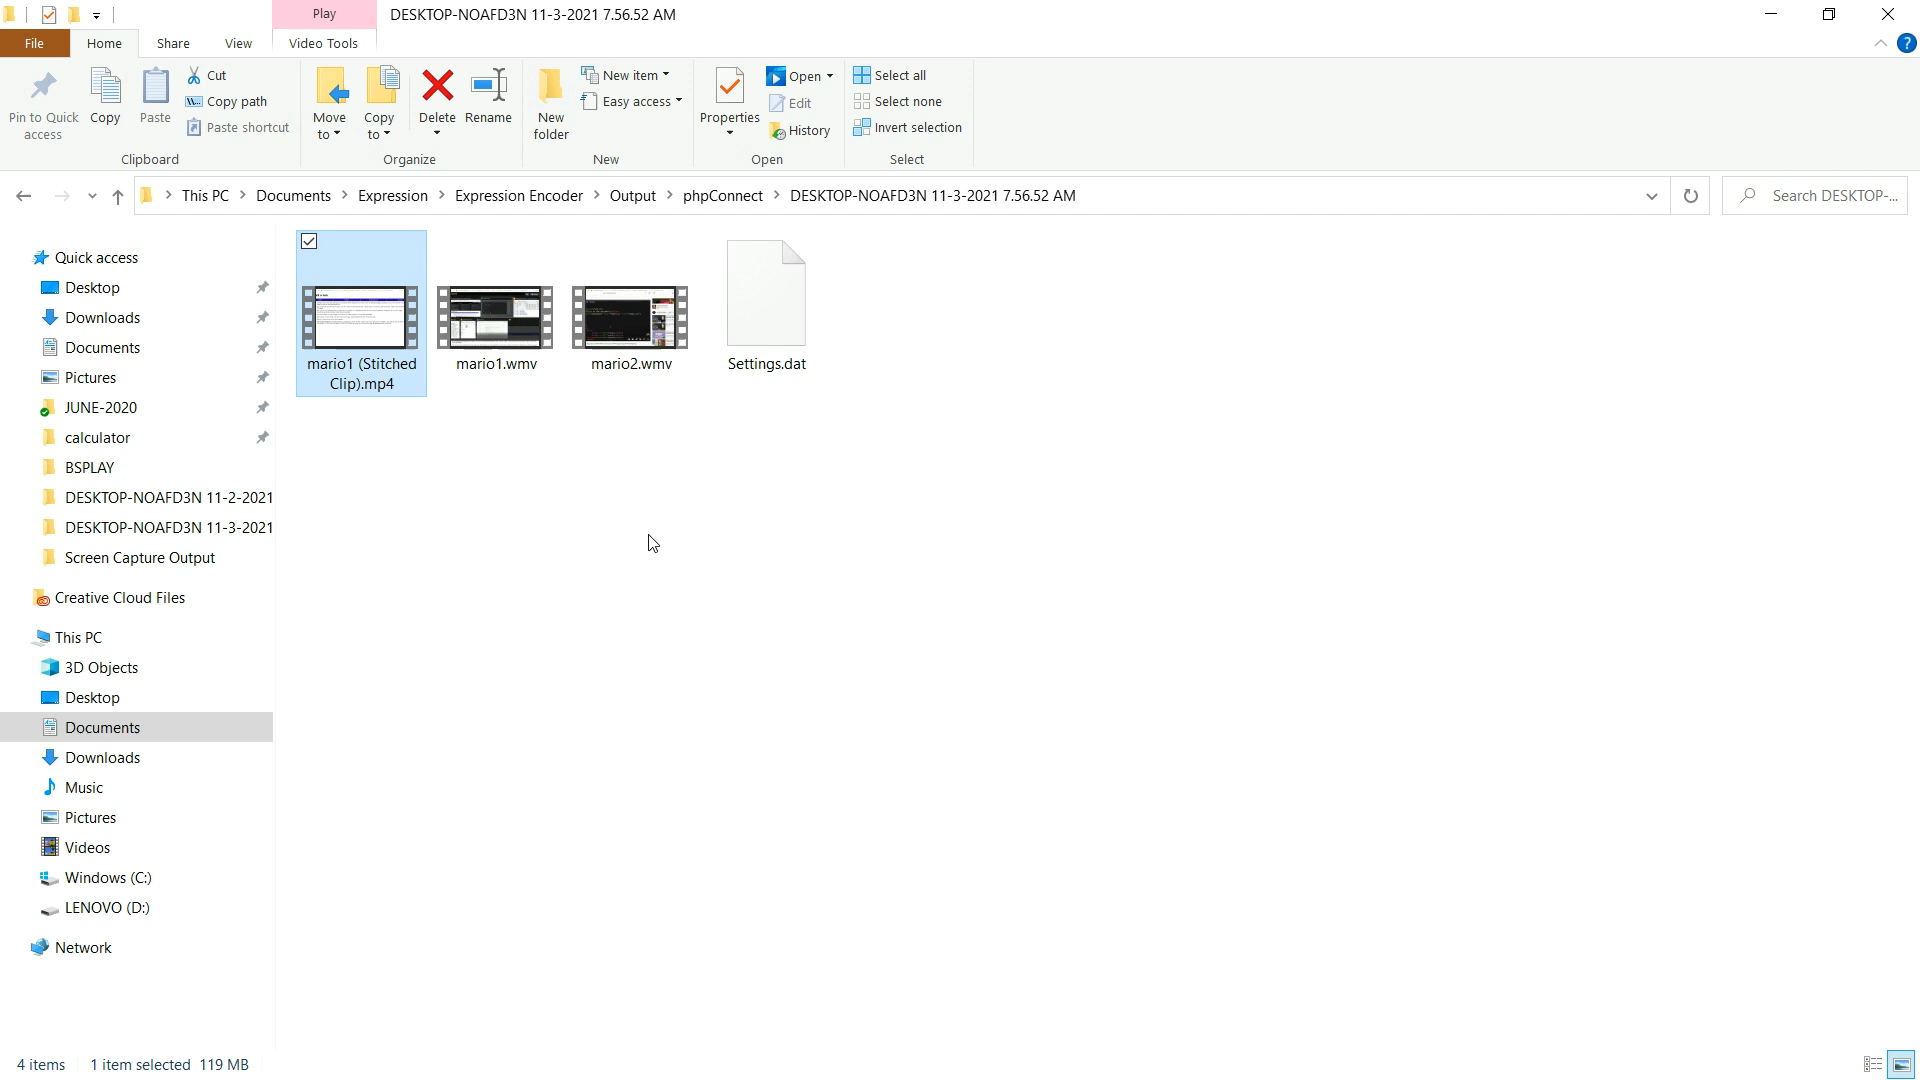 Play
DESKTOP-NOAFD3N 11-3-2021 7.56.52 AM
File
Home
Share
View
Video Tools
Pin to Quick
access
Copy
Paste
Cut
Copy path
Paste shortcut
Clipboard
Move
to
Copy
to
Delete
Rename
Organize
New
folder
New item
Easy access
New
Properties
Open
Edit
History
Open
Select all
Select none
Invert selection
Select
This PC > Documents > Expression > Expression Encoder > Output > phpConnect > DESKTOP-NOAFD3N 11-3-2021 7.56.52 AM
Search DESKTOP-...
Quick access
Desktop
Downloads
Documents
Pictures
JUNE-2020
calculator
BSPLAY
DESKTOP-NOAFD3N 11-2-2021
DESKTOP-NOAFD3N 11-3-2021
Screen Capture Output
Creative Cloud Files
This PC
3D Objects
Desktop
Documents
Downloads
Music
Pictures
Videos
Windows (C:)
LENOVO (D:)
Network
mario1 (Stitched
Clip).mp4
mario1.wmv
mario2.wmv
Settings.dat
4 items
1 item selected 119 MB